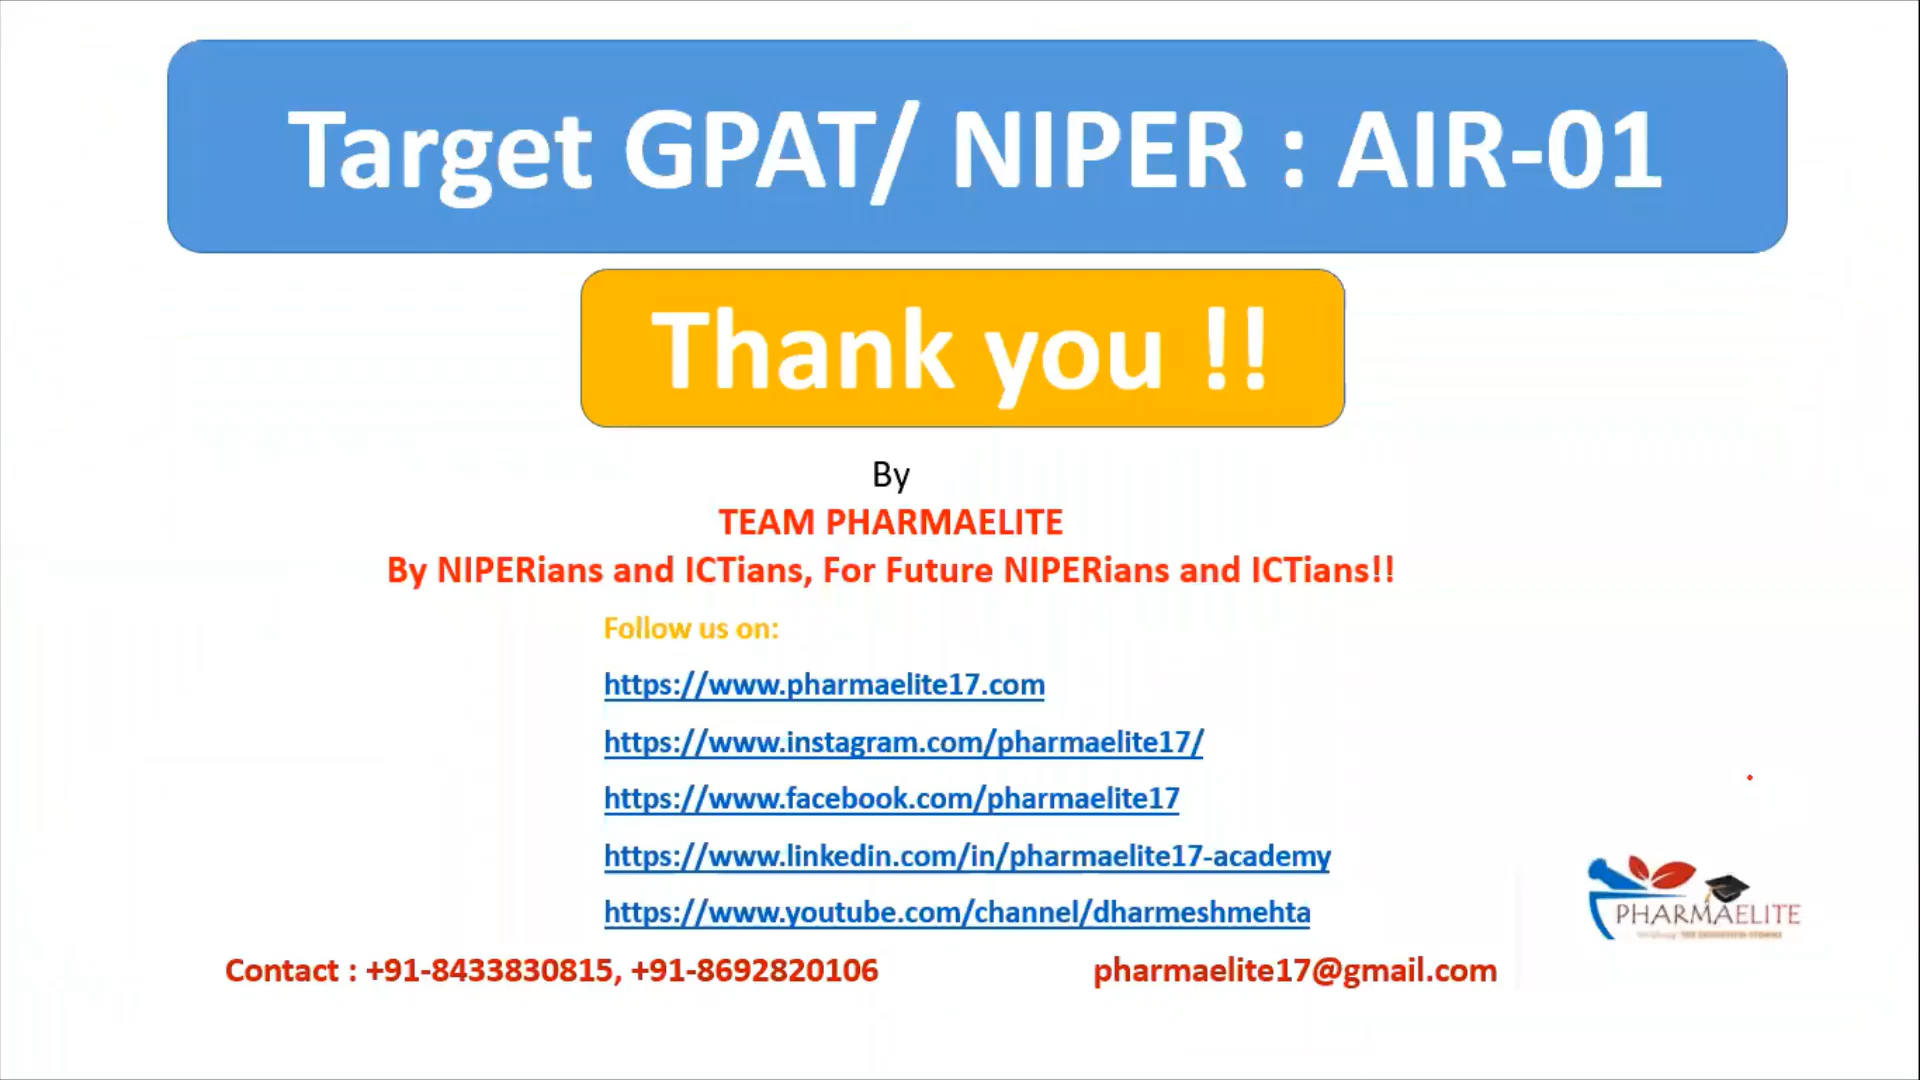 Target GPAT/ NIPER : AIR-01
Thank you !!
By
TEAM PHARMAELITE
By NIPERians and ICTians, For Future NIPERians and ICTians!!
Follow us on:
https://www.pharmaelite17.com
https://www.instagram.com/pharmaelite17/
https://www.facebook.com/pharmaelite17
https://www.linkedin.com/in/pharmaelite17-academy
https://www.youtube.com/channel/dharmeshmehta
PHARMAELITE
Contact : +91-8433830815, +91-8692820106 pharmaelite17@gmail.com